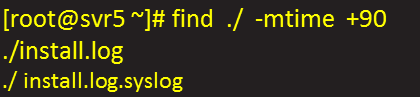 [root@svr5 ~]# find  ./  -mtime  +90
./install.log
./ install.log.syslog